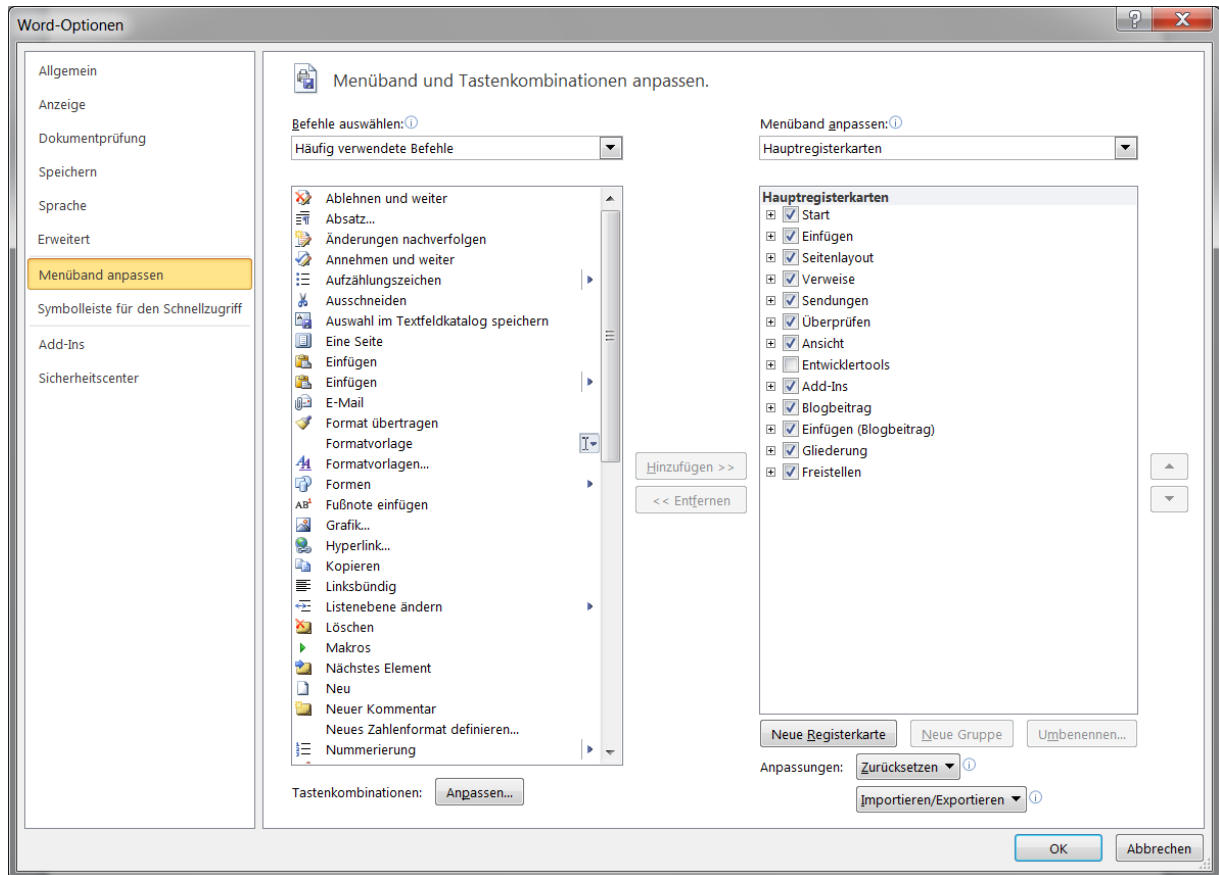 Word-Optionen
Allgemein
Anzeige
Dokumentprüfung
Speichern
Sprache
Erweitert
Menüband anpassen
Symbolleiste für den Schnellzugriff
Add-Ins
Sicherheitscenter
Menüband und Tastenkombinationen anpassen.
Befehle auswählen:
Häufig verwendete Befehle
Ablehnen und weiter
Absatz...
Änderungen nachverfolgen
Annehmen und weiter
Aufzählungszeichen
Ausschneiden
Auswahl im Textfeldkatalog speichern
Eine Seite
Einfügen
Einfügen
E-Mail
Format übertragen
Formatvorlage
Formatvorlagen...
Formen
Fußnote einfügen
Grafik...
Hyperlink...
Kopieren
Linksbündig
Listenebene ändern
Löschen
Makros
Nächstes Element
Neu
Neuer Kommentar
Neues Zahlenformat definieren...
Nummerierung
Tastenkombinationen: Anpassen...
Hinzufügen >>
<< Entfernen
Menüband anpassen:
Hauptregisterkarten
Hauptregisterkarten
Start
Einfügen
Seitenlayout
Verweise
Sendungen
Überprüfen
Ansicht
Entwicklertools
Add-Ins
Blogbeitrag
Einfügen (Blogbeitrag)
Gliederung
Freistellen
Neue Registerkarte Neue Gruppe Umbenennen...
Anpassungen: Zurücksetzen
Importieren/Exportieren
OK Abbrechen